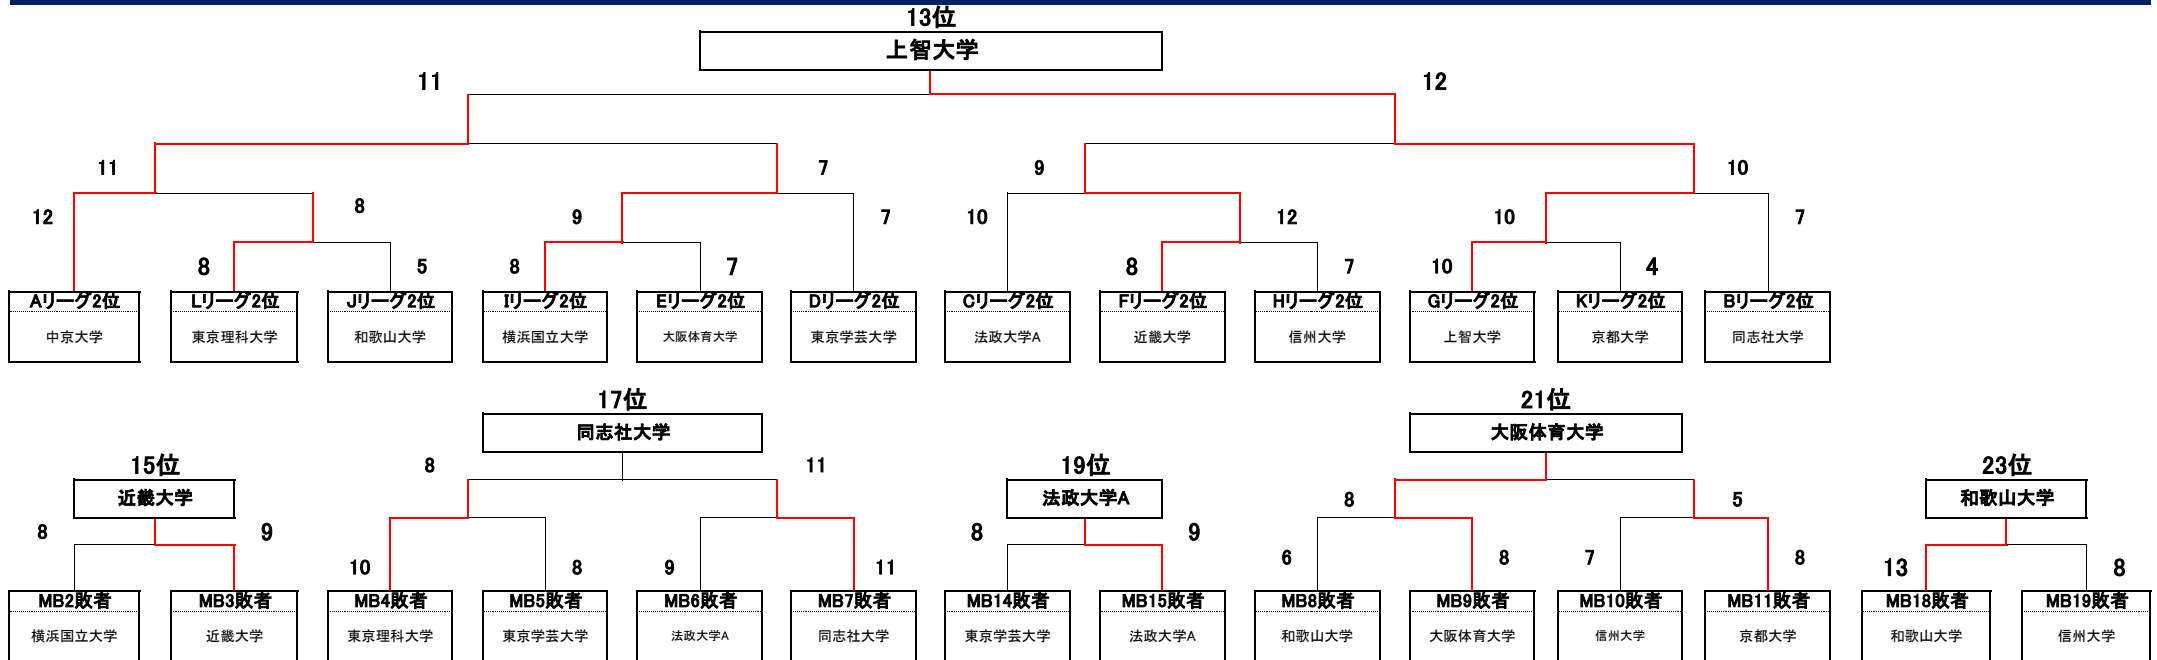 13位
上智大学
11 12
11 7 9 10
12 8 9 7 10 12 10 7
8 5 8 7 8 7 10 4
Aリーグ2位 Lリーグ2位 Jリーグ2位 Iリーグ2位 Eリーグ2位 Dリーグ2位 Cリーグ2位 Fリーグ2位 Hリーグ2位 Gリーグ2位 Kリーグ2位 Bリーグ2位
中京大学 東京理科大学 和歌山大学 横浜国立大学 大阪体育大学 東京学芸大学 法政大学A 近畿大学 信州大学 上智大学 京都大学 同志社大学
17位 21位
同志社大学 大阪体育大学
15位 8 11 19位 23位
近畿大学 法政大学A 8 5 和歌山大学
8 9 8 9
10 8 9 11 6 8 7 8 13 8
MB2敗者 MB3敗者 MB4敗者 MB5敗者 MB6敗者 MB7敗者 MB14敗者 MB15敗者 MB8敗者 MB9敗者 MB10敗者 MB11敗者 MB18敗者 MB19敗者
横浜国立大学 近畿大学 東京理科大学 東京学芸大学 法政大学A 同志社大学 東京学芸大学 法政大学A 和歌山大学 大阪体育大学 信州大学 京都大学 和歌山大学 信州大学